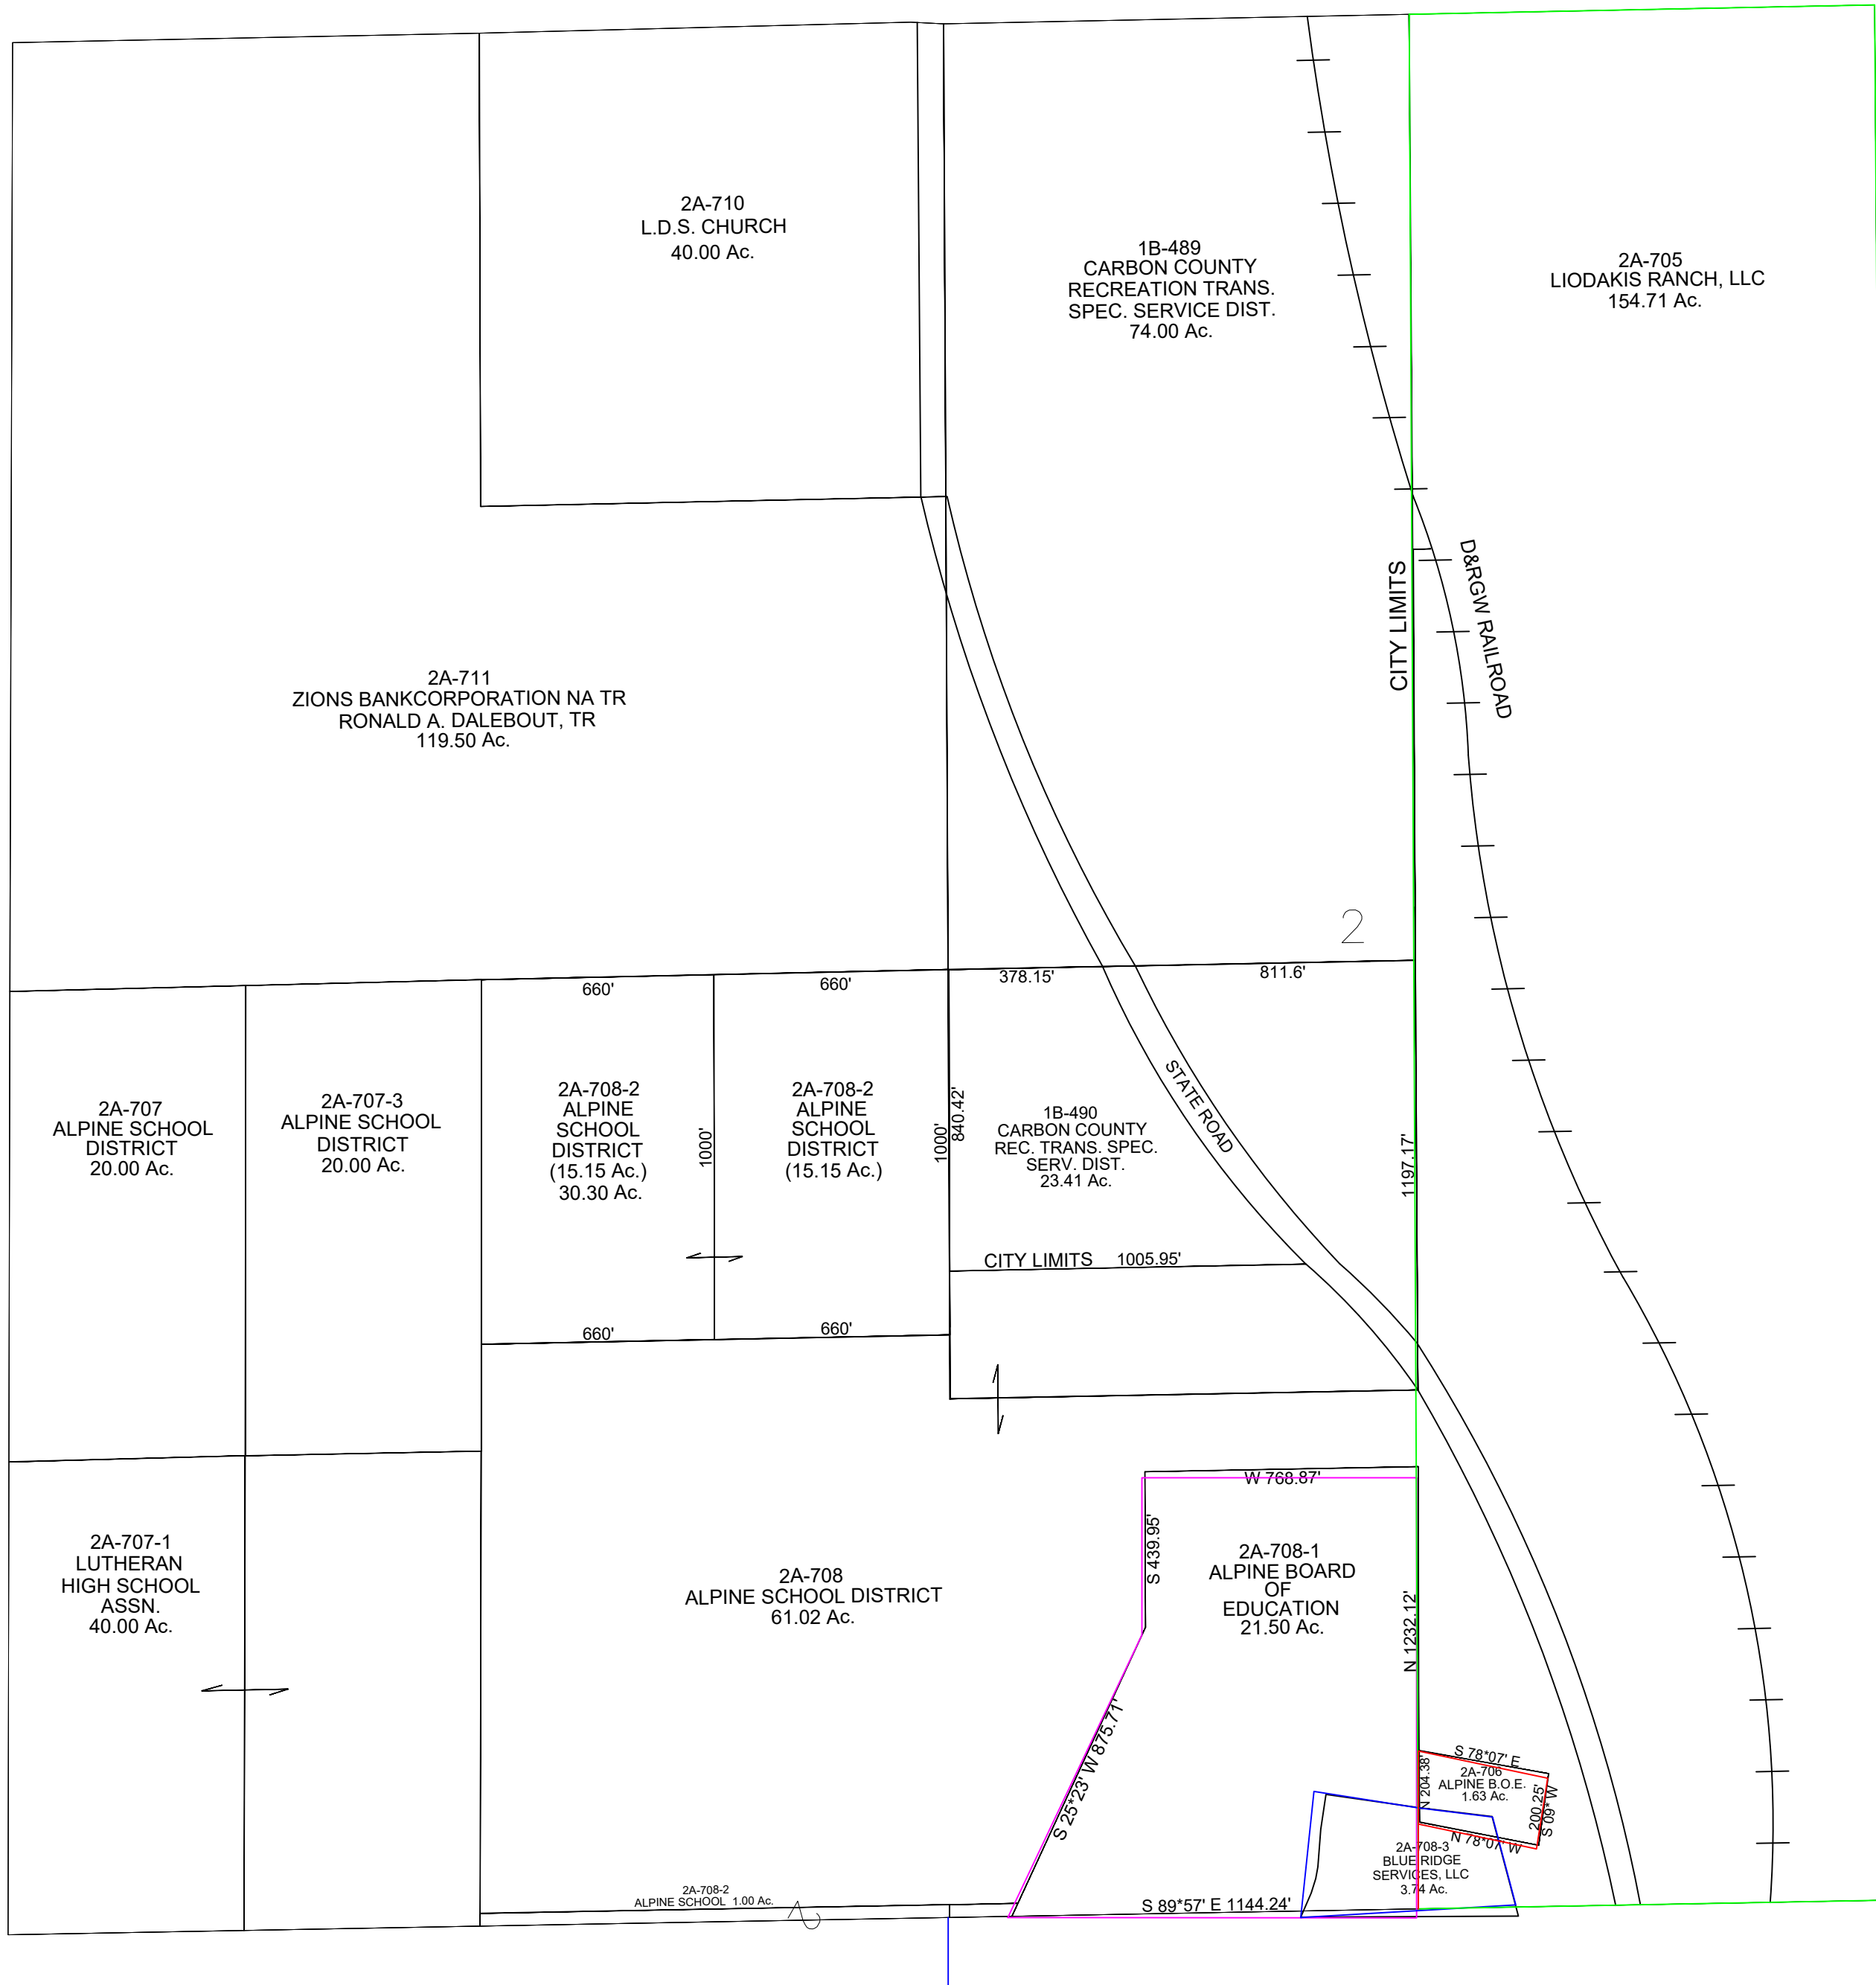 2A-710
L.D.S. CHURCH
40.00 Ac.
1B-489
CARBON COUNTY
RECREATION TRANS.
SPEC. SERVICE DIST.
74.00 Ac.
2A-705
LIODAKIS RANCH, LLC
154.71 Ac.
CITY LIMITS
D&RGW RAILROAD
2A-711
ZIONS BANKCORPORATION NA TR
RONALD A. DALEBOUT, TR
119.50 Ac.
2
660'
660'
378.15'
811.6'
2A-707
ALPINE SCHOOL
DISTRICT
20.00 Ac.
2A-707-3
ALPINE SCHOOL
DISTRICT
20.00 Ac.
2A-708-2
ALPINE
SCHOOL
DISTRICT
(15.15 Ac.)
30.30 Ac.
1000'
2A-708-2
ALPINE
SCHOOL
DISTRICT
(15.15 Ac.)
1000'
840.42'
1B-490
CARBON COUNTY
REC. TRANS. SPEC.
SERV. DIST.
23.41 Ac.
STATE ROAD
1197.17'
CITY LIMITS 1005.95'
660'
660'
W 768.87'
S 439.95'
2A-707-1
LUTHERAN
HIGH SCHOOL
ASSN.
40.00 Ac.
2A-708
ALPINE SCHOOL DISTRICT
61.02 Ac.
2A-708-1
ALPINE BOARD
OF
EDUCATION
21.50 Ac.
N 1232.12'
S 25*23' W 875.71'
S 78*07' E
N 204.38'
2A-706
ALPINE B.O.E.
1.63 Ac.
200.25'
S 09* W
N 78*07' W
2A-708-3
BLUE RIDGE
SERVICES, LLC
3.74 Ac.
2A-708-2
ALPINE SCHOOL 1.00 Ac.
S 89*57' E 1144.24'